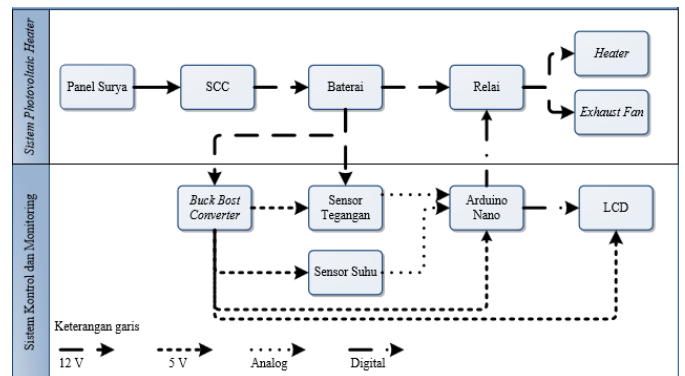 Sistem Photovoltatic Heater
Panel Surya
SCC
Baterai
Relai
Heater
Exhaust Fan
Sistem Kontrol dan Monitoring
Buck Bost
Converter
Sensor
Tegangan
Arduino
Nano
LCD
Sensor Suhu
Keterangan garis
12 V
5 V
Analog
Digital